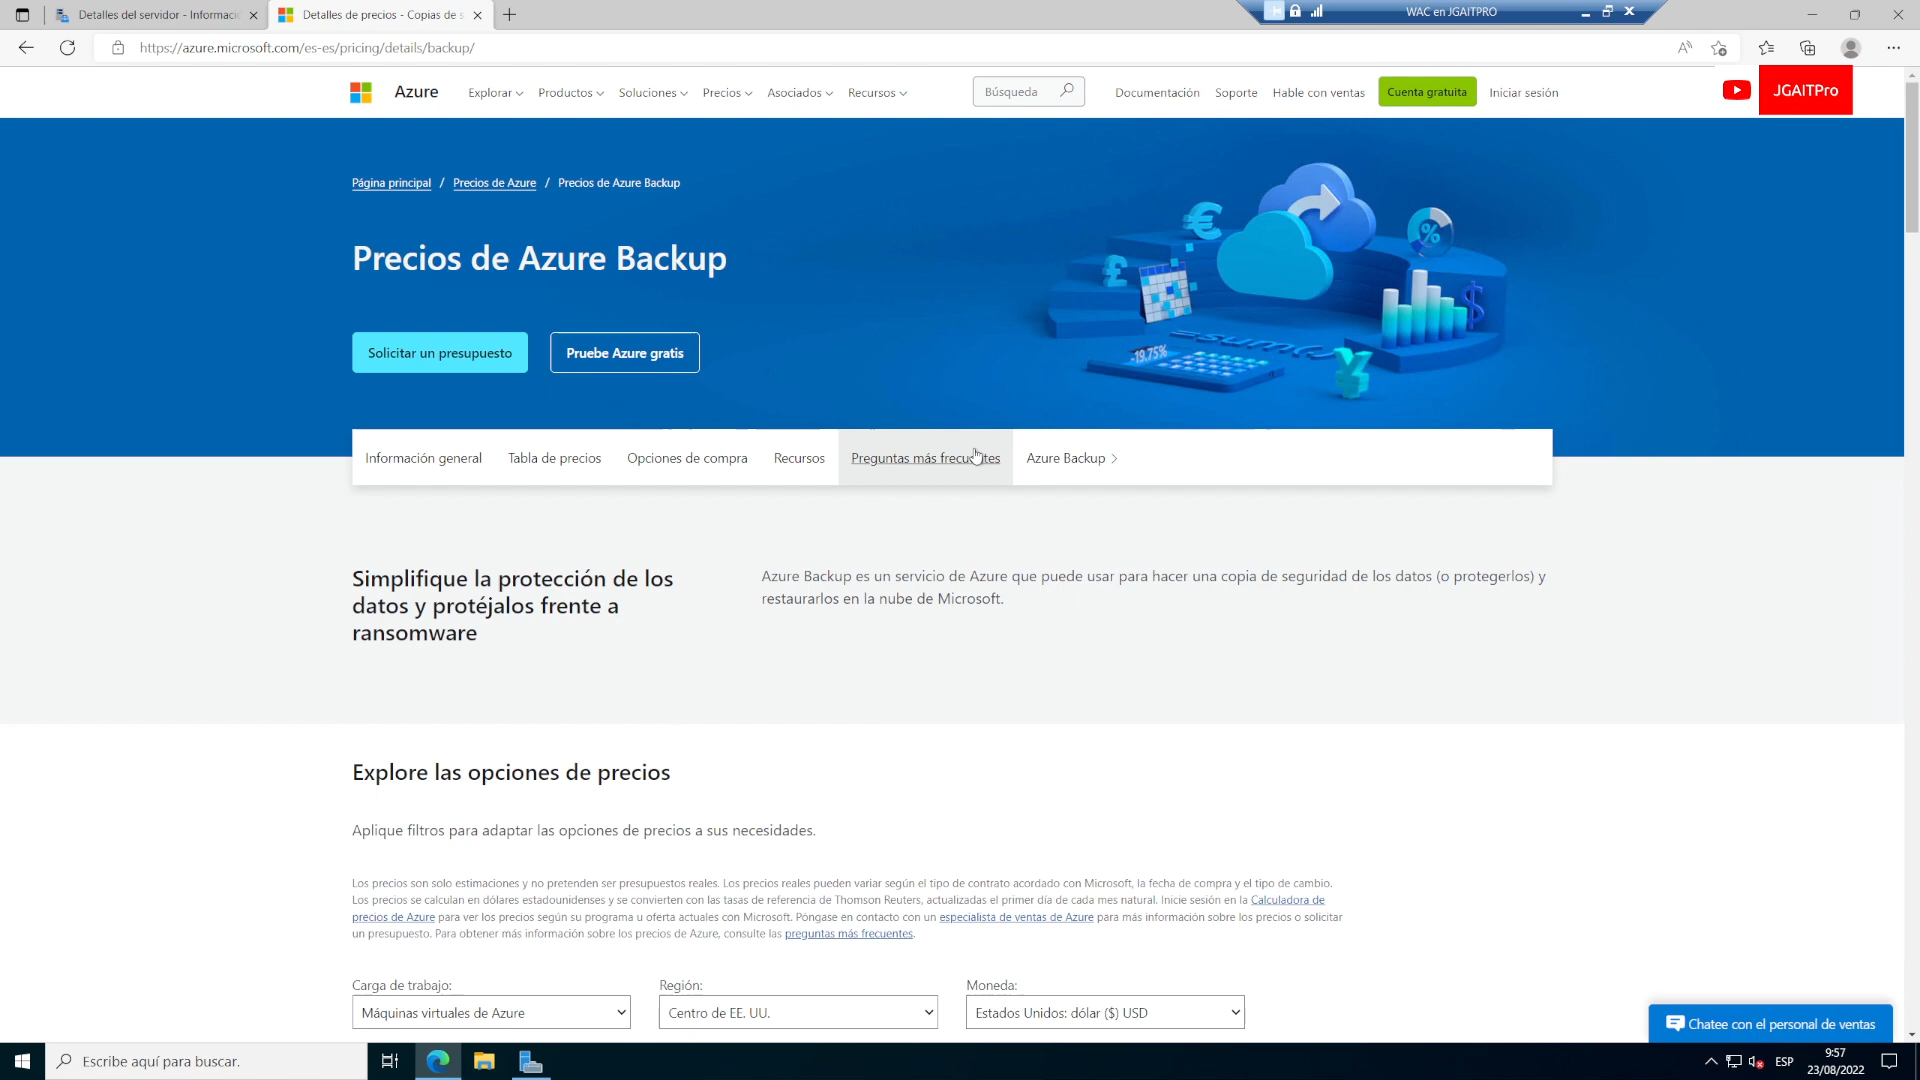 Detalles del servidor - Informaci
Detalles de precios - Copias de s
WAC en JGAITPRO
https://azure.microsoft.com/es-es/pricing/details/backup/
Azure
Explorar
Productos
Soluciones
Precios
Asociados
Recursos
Búsqueda
Documentación
Soporte
Hable con ventas
Cuenta gratuita
Iniciar sesión
JGAITPro
Página principal / Precios de Azure / Precios de Azure Backup
Precios de Azure Backup
-19.75%
Solicitar un presupuesto
Pruebe Azure gratis
Información general
Tabla de precios
Opciones de compra
Recursos
Preguntas más frecuentes
Azure Backup
Simplifique la protección de los
datos y protéjalos frente a
ransomware
Azure Backup es un servicio de Azure que puede usar para hacer una copia de seguridad de los datos (o protegerlos) y
restaurarlos en la nube de Microsoft.
Explore las opciones de precios
Aplique filtros para adaptar las opciones de precios a sus necesidades.
Los precios son solo estimaciones y no pretenden ser presupuestos reales. Los precios reales pueden variar según el tipo de contrato acordado con Microsoft, la fecha de compra y el tipo de cambio.
Los precios se calculan en dólares estadounidenses y se convierten con las tasas de referencia de Thomson Reuters, actualizadas el primer día de cada mes natural. Inicie sesión en la Calculadora de
precios de Azure para ver los precios según su programa u oferta actuales con Microsoft. Póngase en contacto con un especialista de ventas de Azure para más información sobre los precios o solicitar
un presupuesto. Para obtener más información sobre los precios de Azure, consulte las preguntas más frecuentes.
Carga de trabajo:
Región:
Moneda:
Máquinas virtuales de Azure
Centro de EE. UU.
Estados Unidos: dólar ($) USD
Chatee con el personal de ventas
Escribe aquí para buscar.
ESP
9:57
23/08/2022